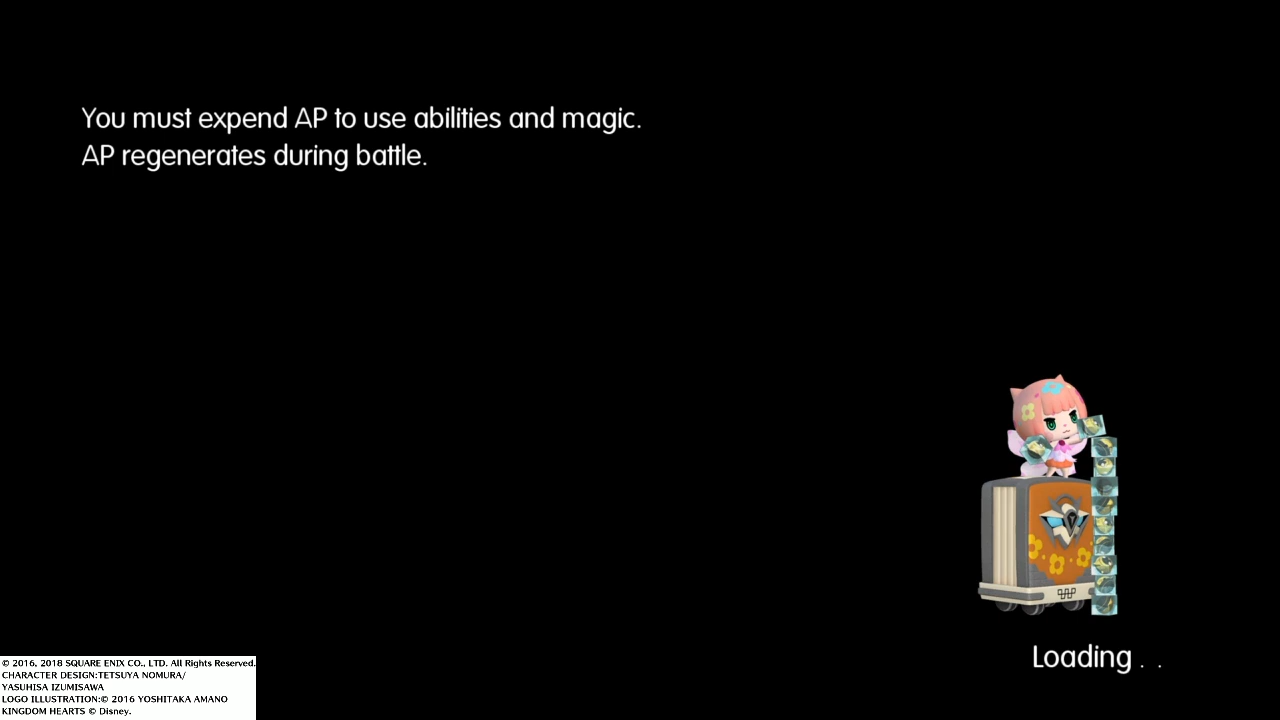 You must expend AP to use abilities and magic.
AP regenerates during battle.
Loading . .
© 2016, 2018 SQUARE ENIX CO., LTD. All Rights Reserved.
CHARACTER DESIGN:TETSUYA NOMURA/
YASUHISA IZUMISAWA
LOGO ILLUSTRATION:© 2016 YOSHITAKA AMANO
KINGDOM HEARTS © Disney.